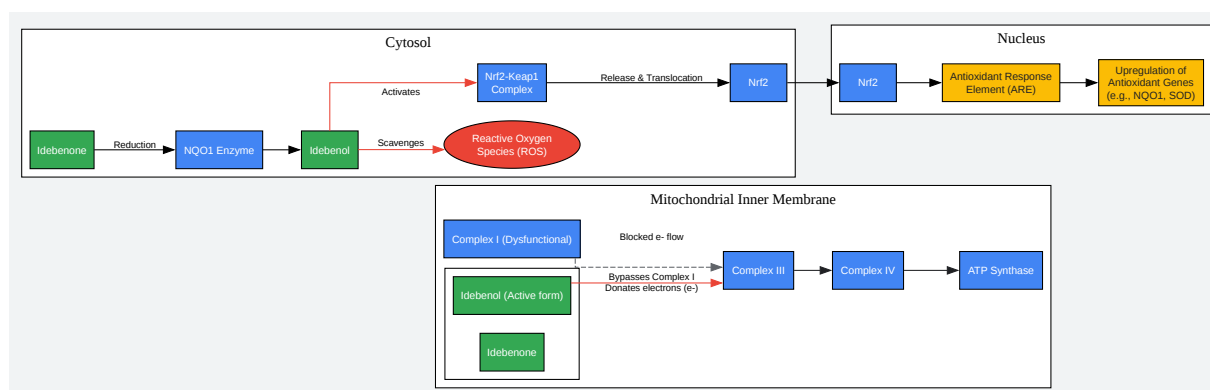 Cytosol
Nucleus
Nrf2-Keap1
Complex
Release & Translocation
Nrf2
Nrf2
Antioxidant Response
Element (ARE)
Upregulation of
Antioxidant Genes
(e.g., NQO1, SOD)
Activates
Idebenone
Reduction
NQO1 Enzyme
Idebenol
Scavenges
Reactive Oxygen
Species (ROS)
Mitochondrial Inner Membrane
Complex I (Dysfunctional)
Blocked e- flow
Complex III
Complex IV
ATP Synthase
Bypasses Complex I
Donates electrons (e-)
Idebenol (Active form)
Idebenone